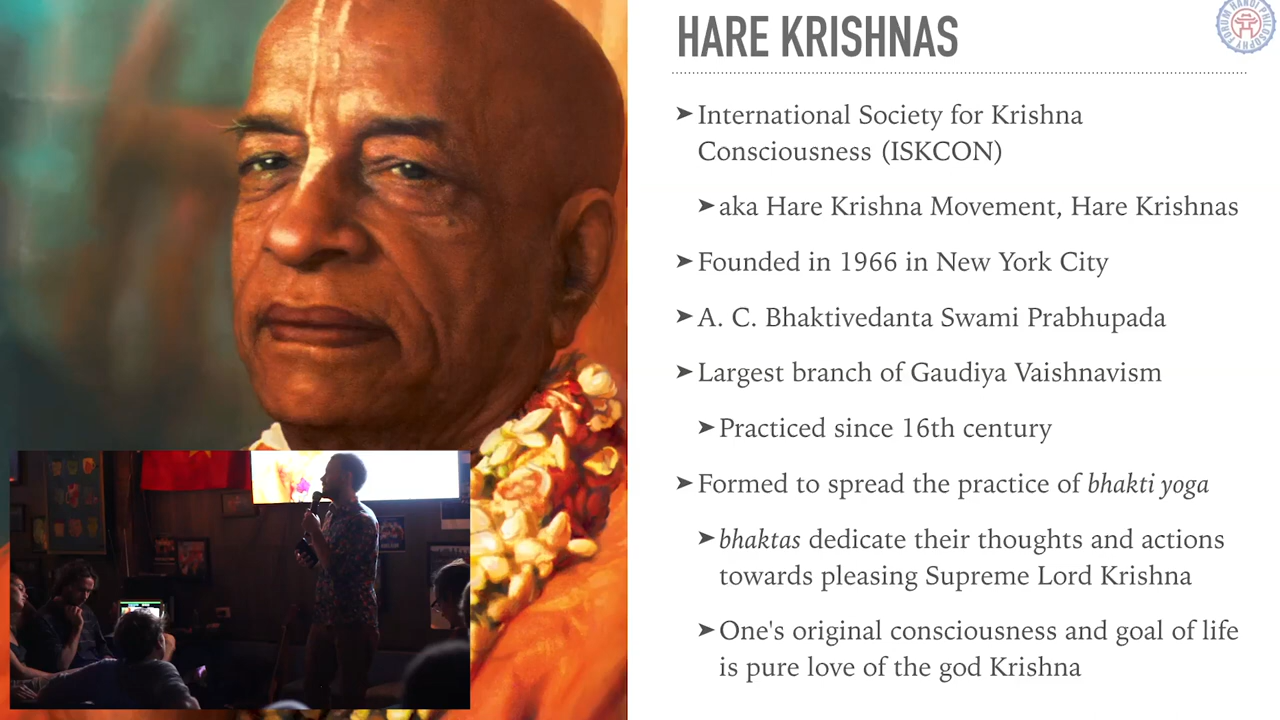 HARE KRISHNAS
HANOI PHILOSOPHY FORUM
➤ International Society for Krishna
Consciousness (ISKCON)
➤ aka Hare Krishna Movement, Hare Krishnas
➤ Founded in 1966 in New York City
➤ A. C. Bhaktivedanta Swami Prabhupada
➤ Largest branch of Gaudiya Vaishnavism
➤ Practiced since 16th century
➤ Formed to spread the practice of bhakti yoga
➤ bhaktas dedicate their thoughts and actions
towards pleasing Supreme Lord Krishna
➤ One's original consciousness and goal of life
is pure love of the god Krishna